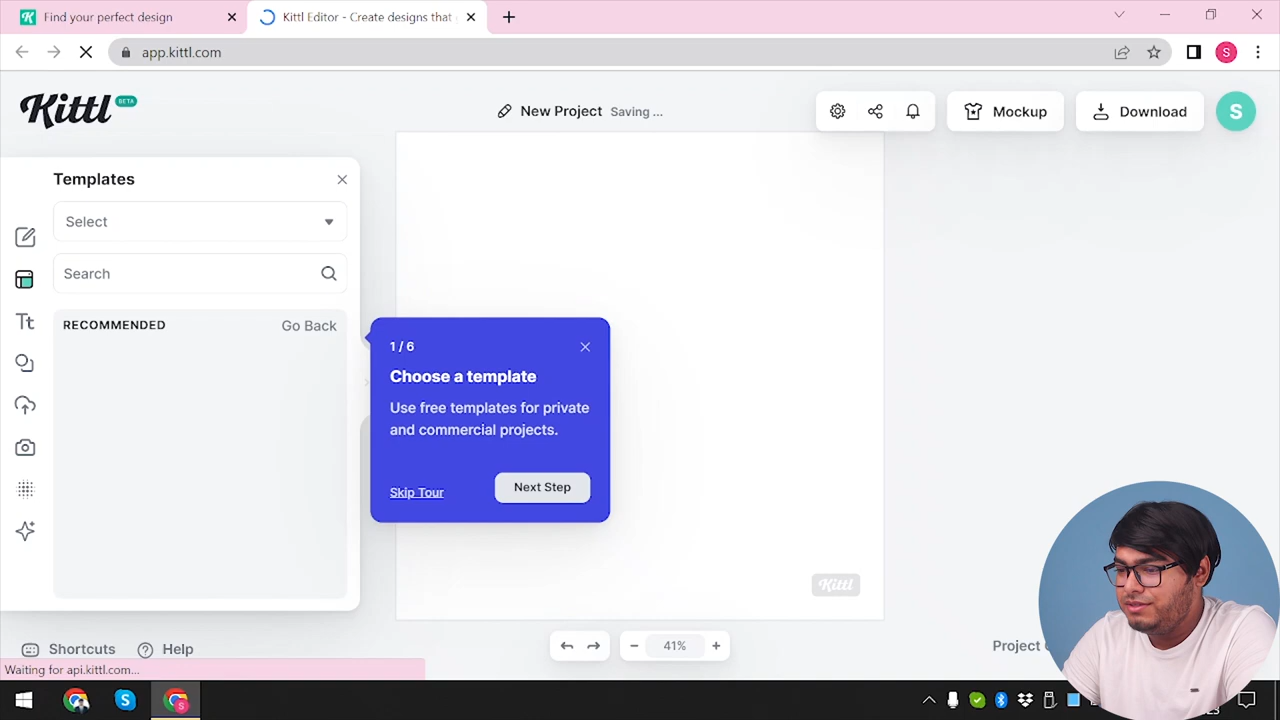 Find your perfect design
Kittl Editor - Create designs that
app.kittl.com
S
Kittl BETA
New Project Saving ...
Mockup
Download
S
Templates
Select
Search
RECOMMENDED
Go Back
1 / 6
Choose a template
Use free templates for private
and commercial projects.
Skip Tour
Next Step
Kittl
Shortcuts
Help
41%
Project
Waiting for api.kittl.com...